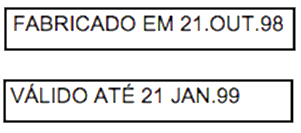 FABRICADO EM 21.OUT.98
VÁLIDO ATÉ 21 JAN.99